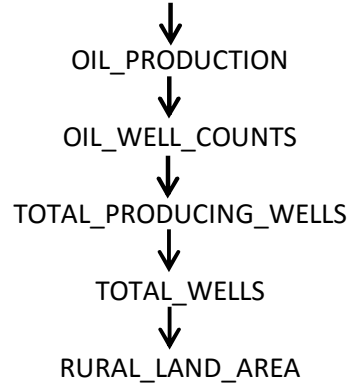 OIL_PRODUCTION
OIL_WELL_COUNTS
TOTAL_PRODUCING_WELLS
TOTAL_WELLS
RURAL_LAND_AREA